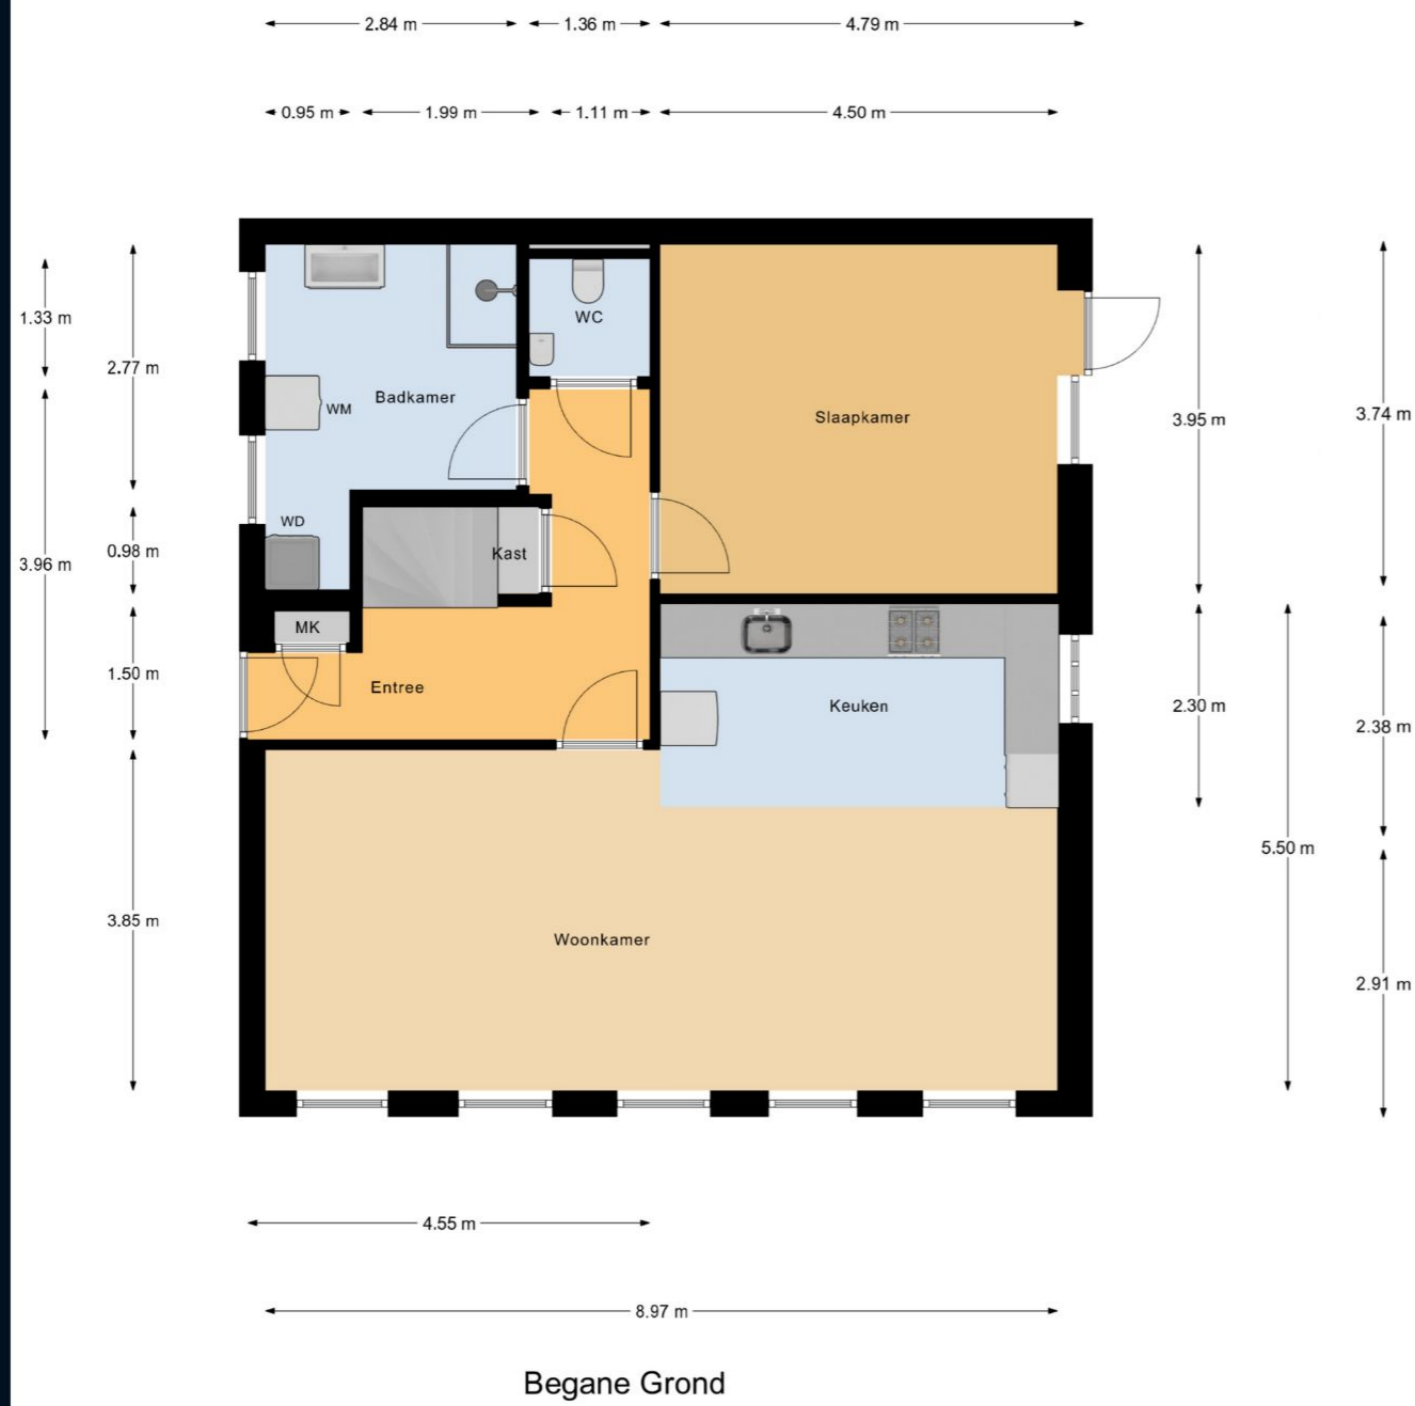 2.84 m
1.36 m
4.79 m
0.95 m
1.99 m
1.11 m
4.50 m
1.33 m
2.77 m
WC
Badkamer
WM
Slaapkamer
3.95 m
3.74 m
WD
Kast
0.98 m
3.96 m
MK
1.50 m
Entree
Keuken
2.30 m
2.38 m
5.50 m
3.85 m
Woonkamer
2.91 m
4.55 m
8.97 m
Begane Grond